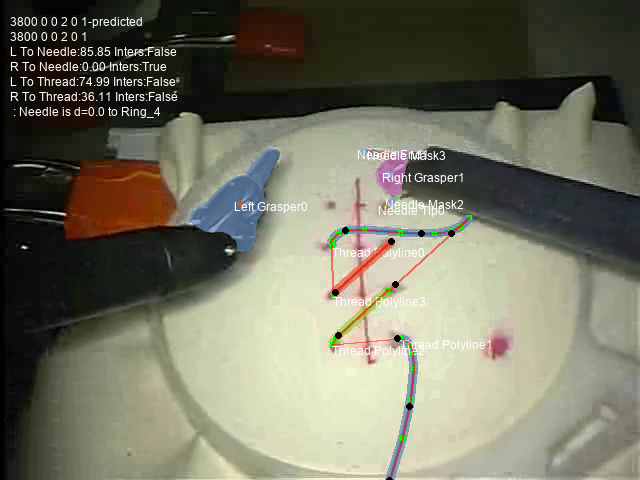 3800 0 0 2 0 1-predicted
3800 0 0 2 0 1
L To Needle:85.85 Inters:False
R To Needle:0.00 Inters:True
L To Thread:74.99 Inters:False
R To Thread:36.11 Inters:False
: Needle is d=0.0 to Ring_4
Needle Mask3
Right Grasper1
Left Grasper0
Needle Mask2
Needle Tip0
Thread Polyline0
Thread Polyline3
Thread Polyline1
Thread Polyline2